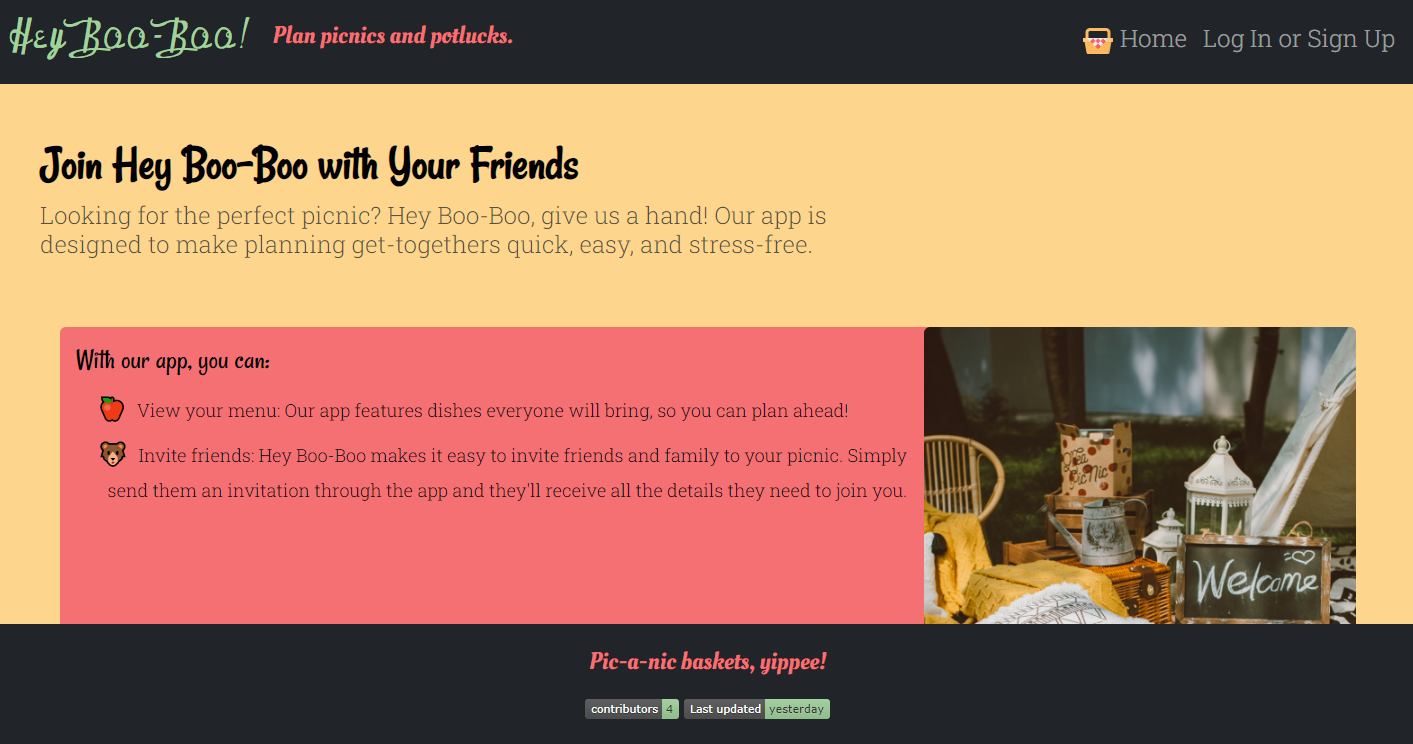 Hey Boo-Boo!
Plan picnics and potlucks.
Home
Log In or Sign Up
Join Hey Boo-Boo with Your Friends
Looking for the perfect picnic? Hey Boo-Boo, give us a hand! Our app is
designed to make planning get-togethers quick, easy, and stress-free.
With our app, you can:
View your menu: Our app features dishes everyone will bring, so you can plan ahead!
Invite friends: Hey Boo-Boo makes it easy to invite friends and family to your picnic. Simply
send them an invitation through the app and they'll receive all the details they need to join you.
Picnic
Welcome
Pic-a-nic baskets, yippee!
contributors 4
Last updated yesterday